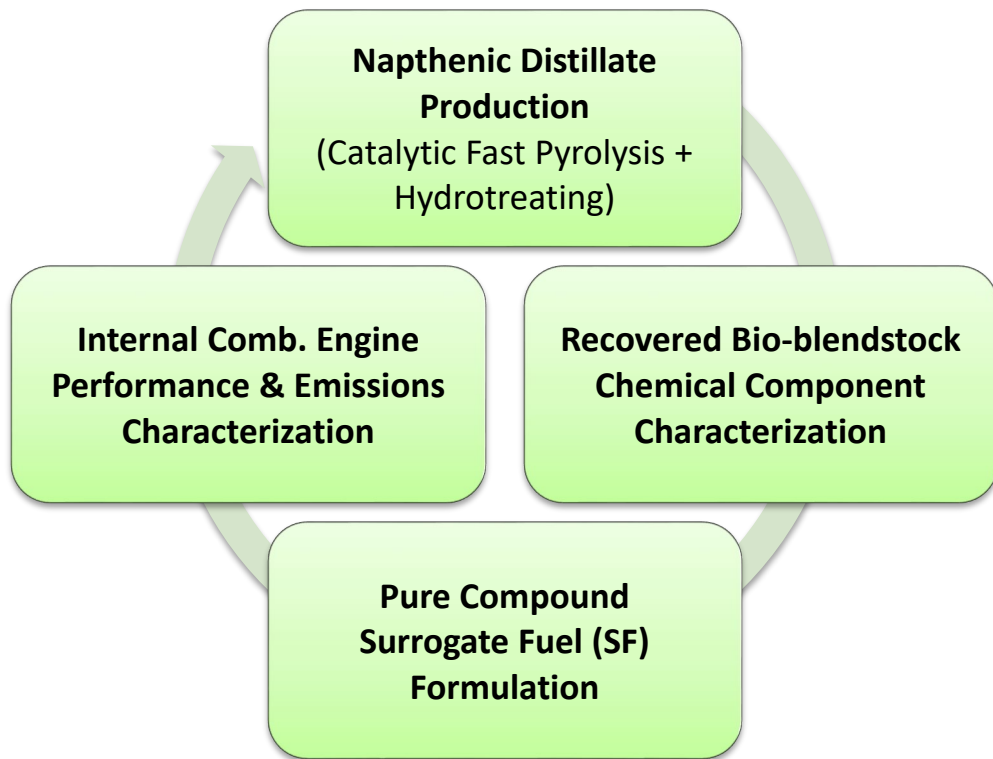 Napthenic Distillate
Production
(Catalytic Fast Pyrolysis +
Hydrotreating)
Internal Comb. Engine
Performance & Emissions
Characterization
Recovered Bio-blendstock
Chemical Component
Characterization
Pure Compound
Surrogate Fuel (SF)
Formulation